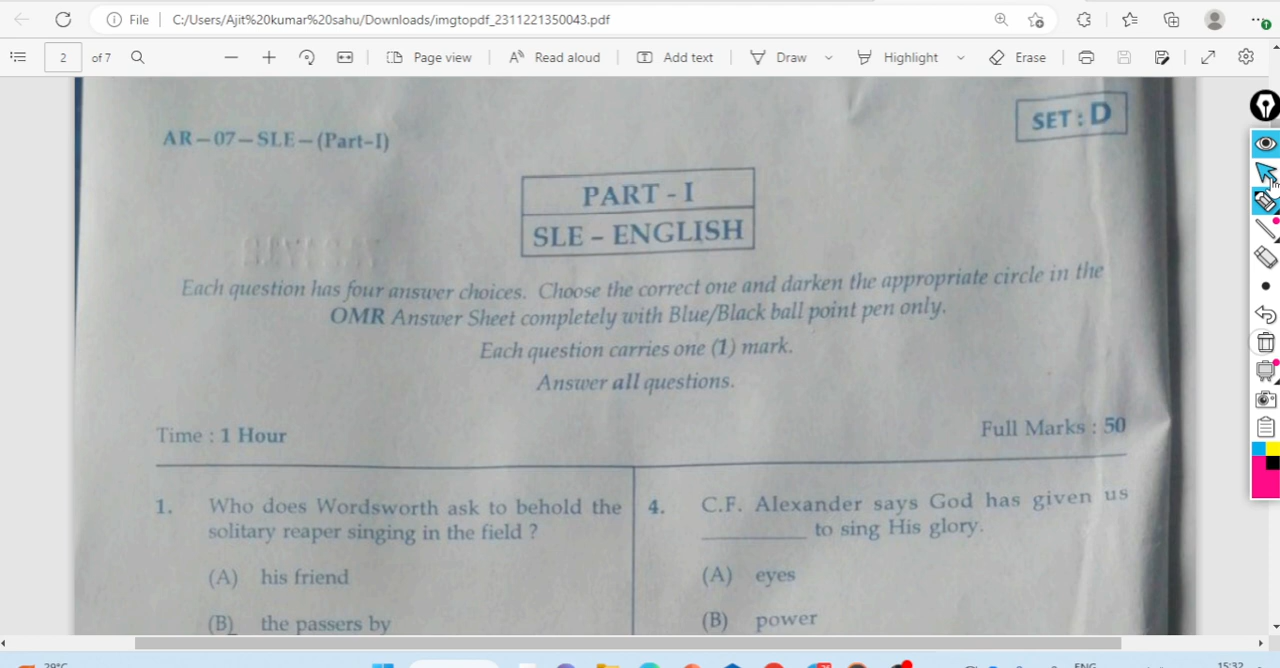 File
C:/Users/Ajit%20kumar%20sahu/Downloads/imgtopdf_2311221350043.pdf
2
of 7
Page view
Read aloud
Add text
Draw
Highlight
Erase
AR–07–SLE–(Part–I)
SET : D
PART - I
SLE – ENGLISH
Each question has four answer choices. Choose the correct one and darken the appropriate circle in the
OMR Answer Sheet completely with Blue/Black ball point pen only.
Each question carries one (1) mark.
Answer all questions.
Time : 1 Hour
Full Marks : 50
1. Who does Wordsworth ask to behold the
solitary reaper singing in the field ?
(A) his friend
(B) the passers by
4. C.F. Alexander says God has given us
__________ to sing His glory.
(A) eyes
(B) power
29°C
ENG
15:32